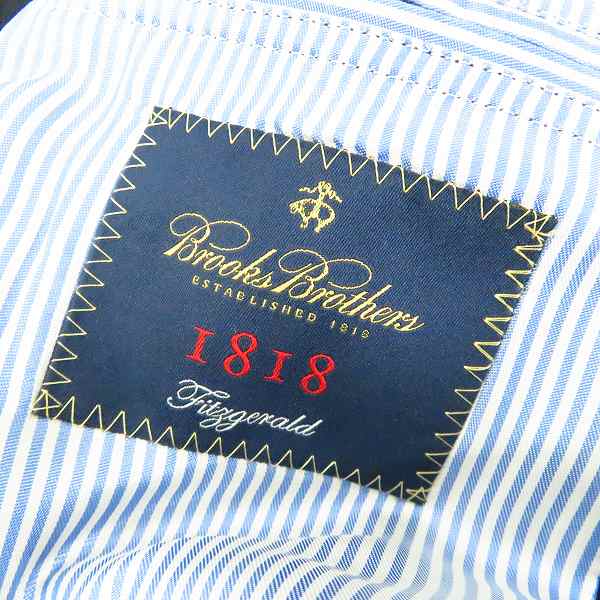 Brooks Brothers
ESTABLISHED 1818
1818
Fitzgerald